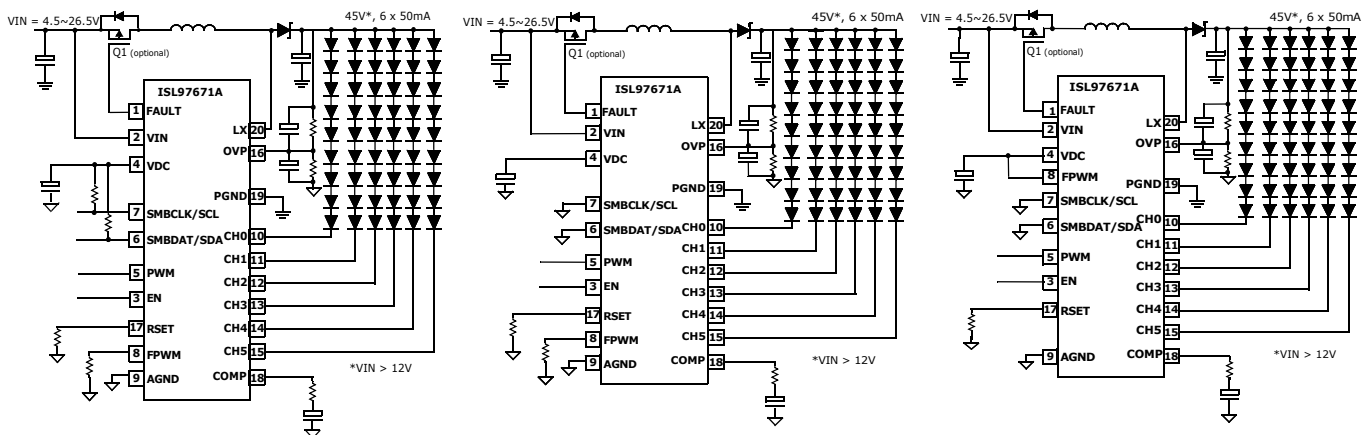 VIN = 4.5~26.5V
45V*, 6 x 50mA
Q1 (optional)
ISL97671A
1 FAULT
2 VIN
4 VDC
7 SMBCLK/SCL
6 SMBDAT/SDA
5 PWM
3 EN
17 RSET
8 FPWM
9 AGND
LX 20
OVP 16
PGND 19
CH0 10
CH1 11
CH2 12
CH3 13
CH4 14
CH5 15
COMP 18
*VIN > 12V
VIN = 4.5~26.5V
45V*, 6 x 50mA
Q1 (optional)
ISL97671A
1 FAULT
2 VIN
4 VDC
7 SMBCLK/SCL
6 SMBDAT/SDA
5 PWM
3 EN
17 RSET
8 FPWM
9 AGND
LX 20
OVP 16
PGND 19
CH0 10
CH1 11
CH2 12
CH3 13
CH4 14
CH5 15
COMP 18
*VIN > 12V
VIN = 4.5~26.5V
45V*, 6 x 50mA
Q1 (optional)
ISL97671A
1 FAULT
2 VIN
4 VDC
8 FPWM
7 SMBCLK/SCL
6 SMBDAT/SDA
5 PWM
3 EN
17 RSET
9 AGND
LX 20
OVP 16
PGND 19
CH0 10
CH1 11
CH2 12
CH3 13
CH4 14
CH5 15
COMP 18
*VIN > 12V